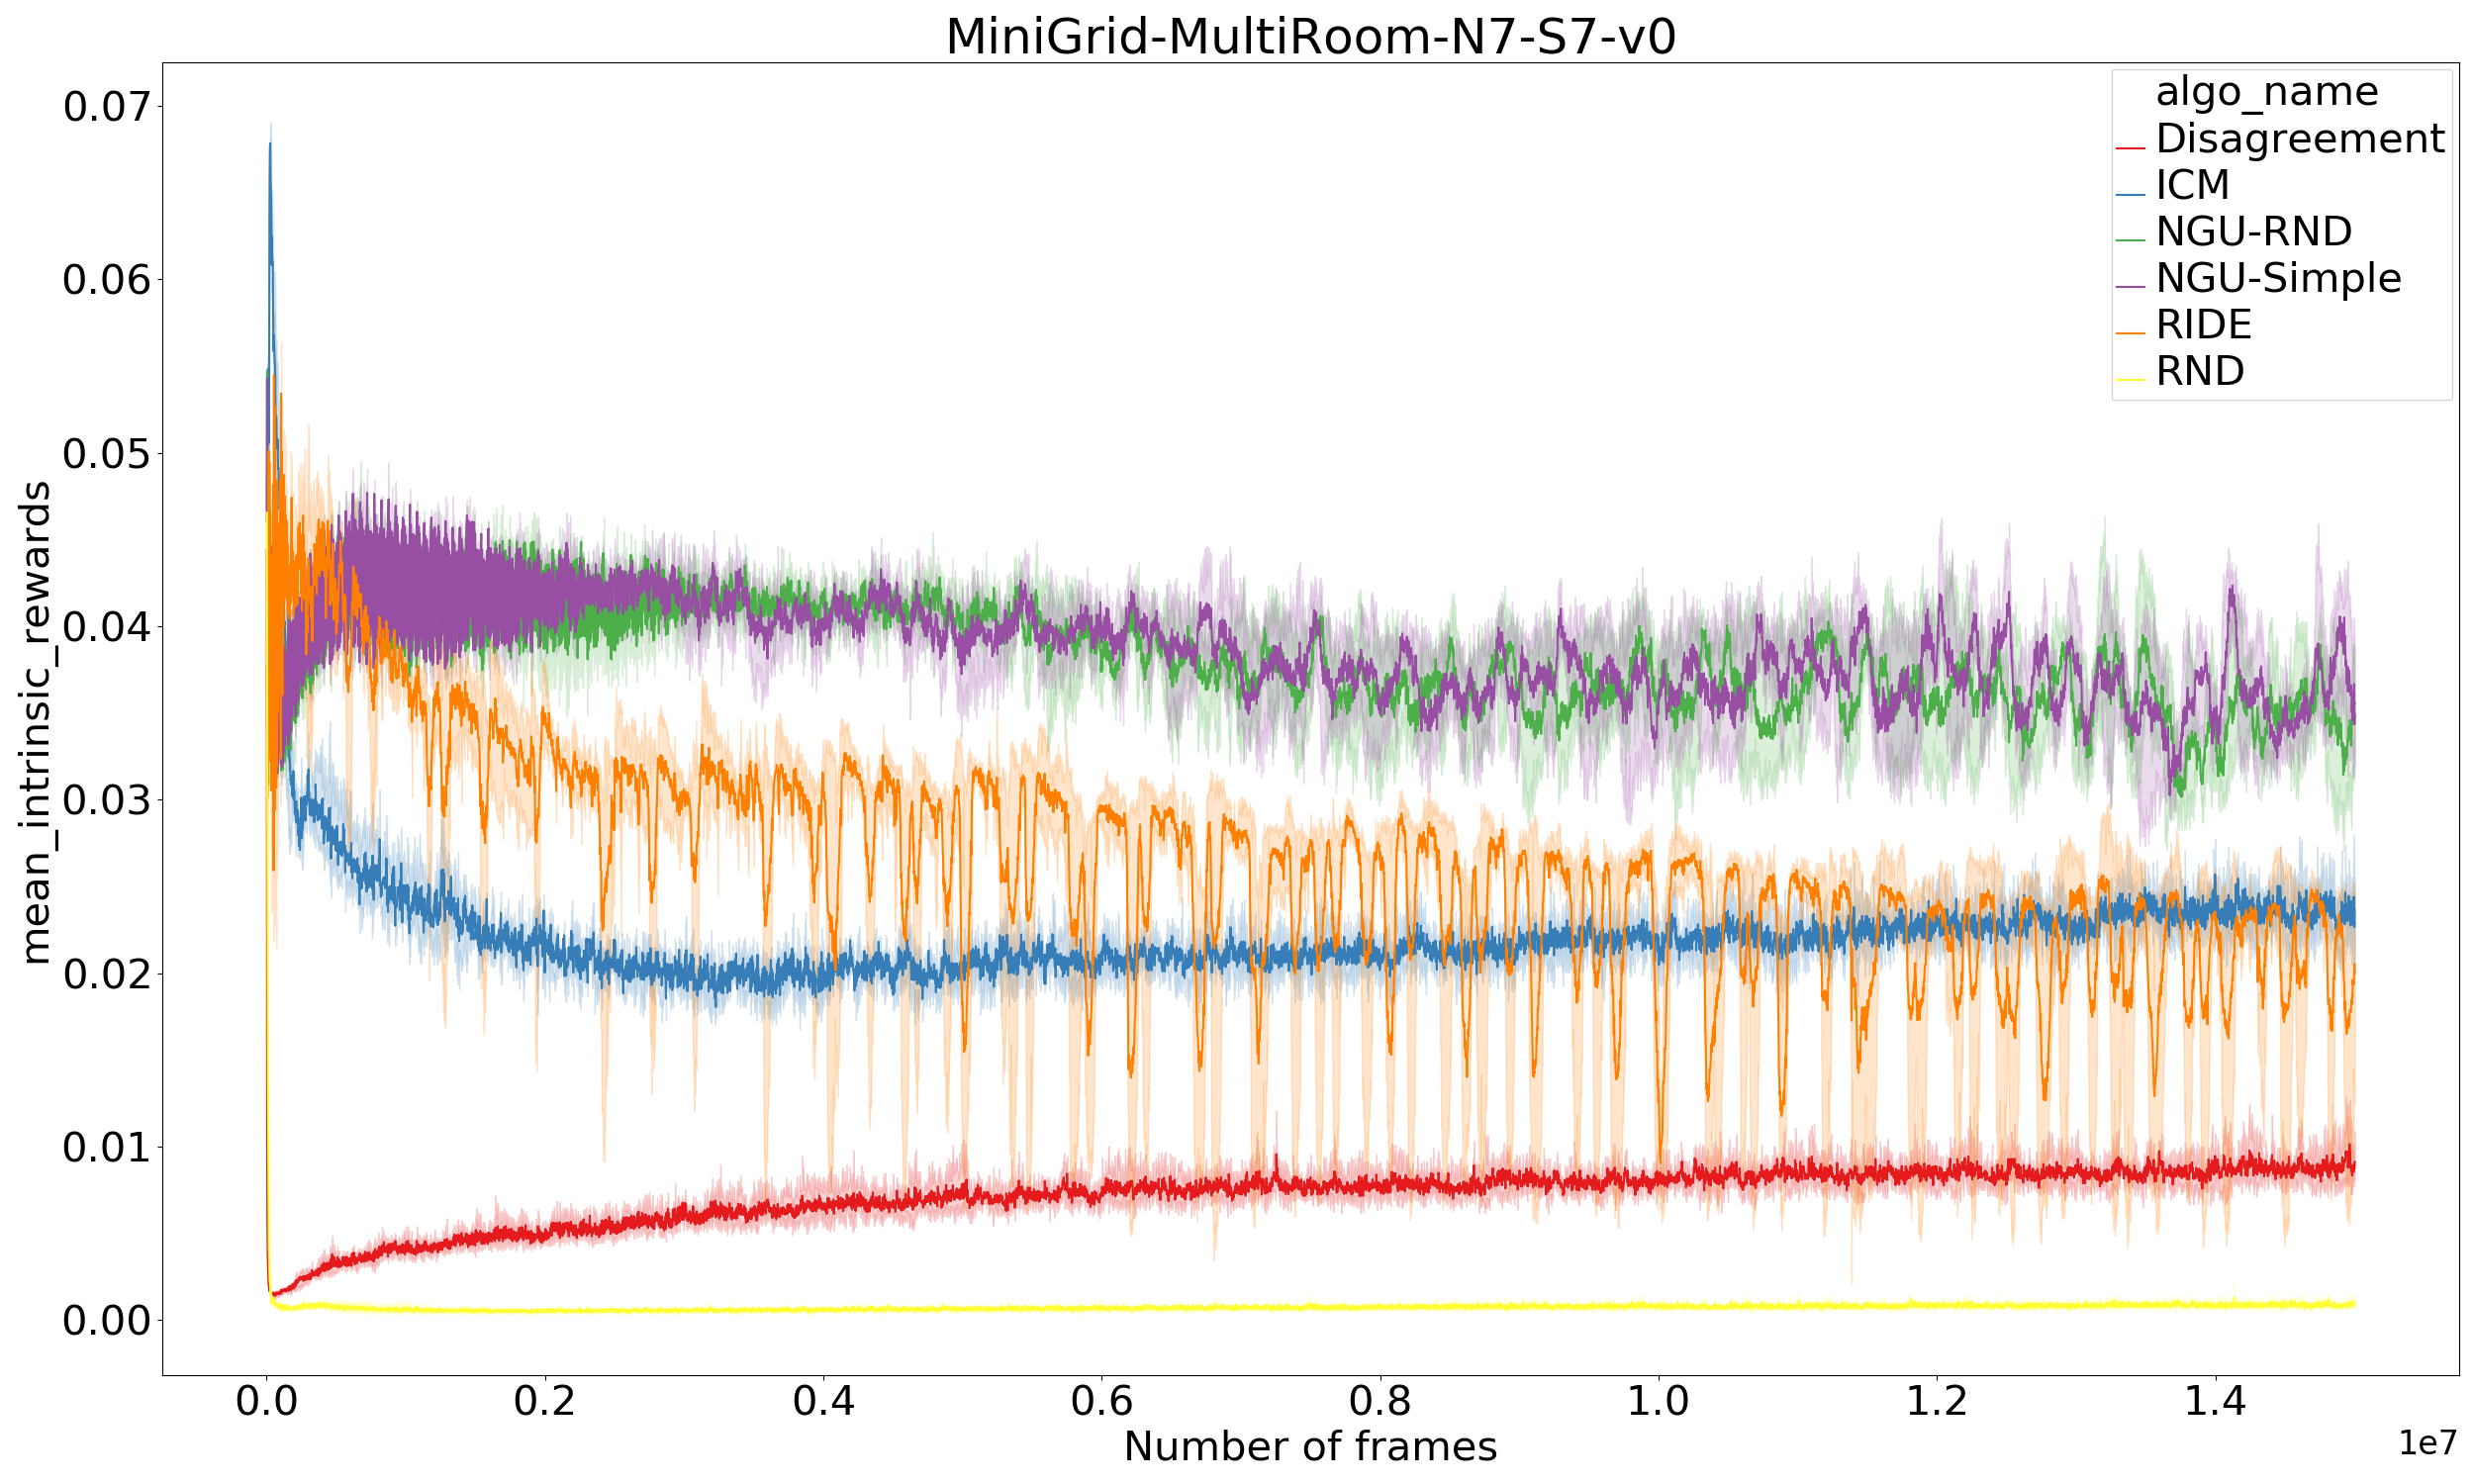 MiniGrid-MultiRoom-N7-S7-v0
mean_intrinsic_rewards
0.07
0.06
0.05
0.04
0.03
0.02
0.01
0.00
algo_name
Disagreement
ICM
NGU-RND
NGU-Simple
RIDE
RND
0.0 0.2 0.4 0.6 0.8 1.0 1.2 1.4
Number of frames
1e7